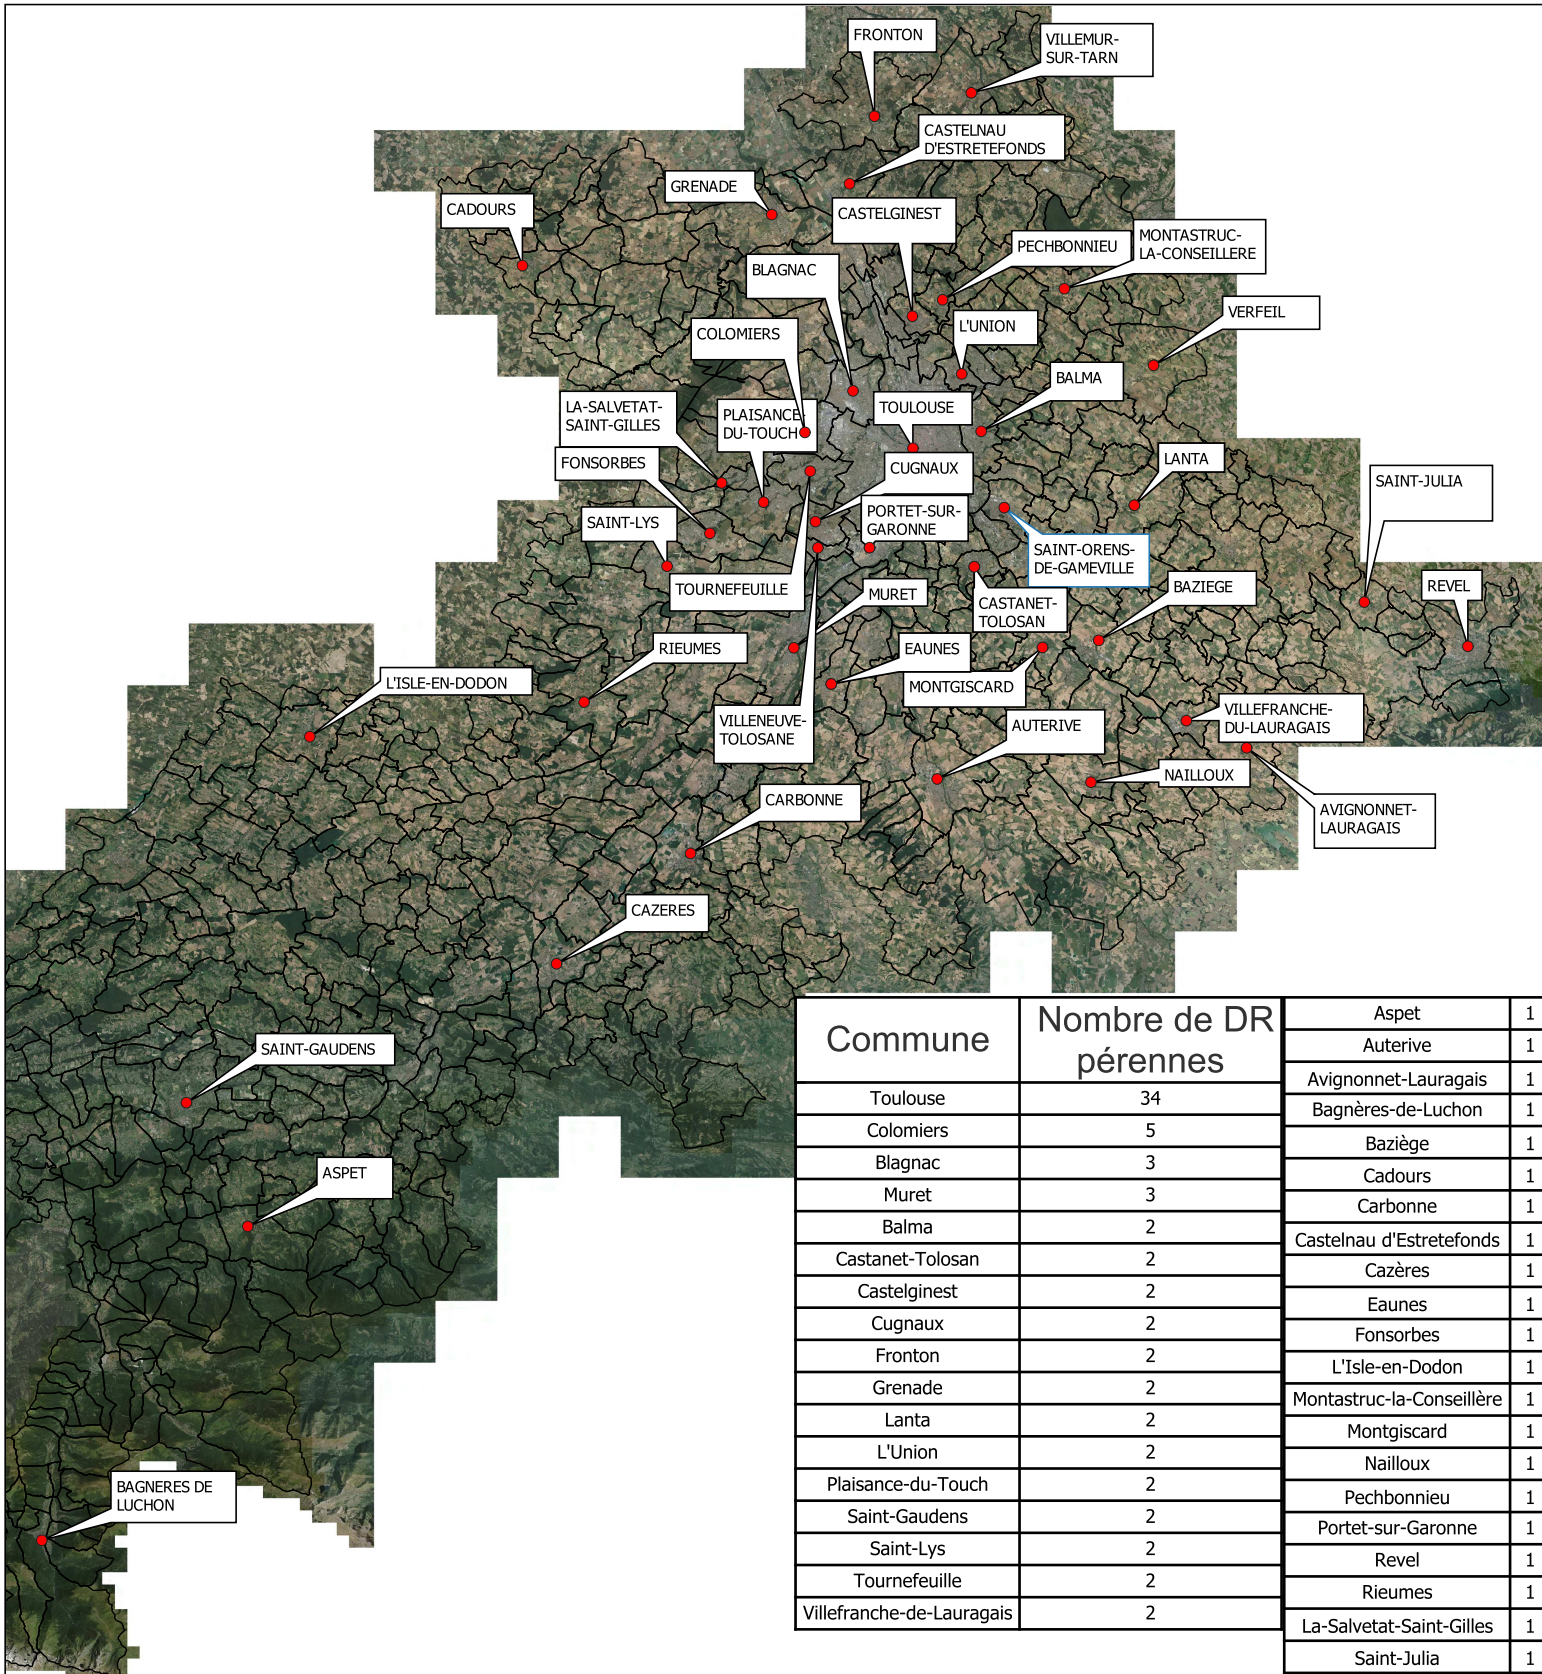 FRONTON
VILLEMUR-
SUR-TARN
CASTELNAU
D'ESTRETEFONDS
GRENADE
CADOURS
CASTELGINEST
PECHBONNIEU
MONTASTRUC-
LA-CONSEILLERE
BLAGNAC
VERFEIL
COLOMIERS
L'UNION
BALMA
LA-SALVETAT-
SAINT-GILLES
PLAISANCE-
DU-TOUCH
TOULOUSE
FONSORBES
CUGNAUX
LANTA
SAINT-JULIA
SAINT-LYS
PORTET-SUR-
GARONNE
SAINT-ORENS-
DE-GAMEVILLE
TOURNEFEUILLE
MURET
CASTANET-
TOLOSAN
BAZIEGE
REVEL
RIEUMES
EAUNES
L'ISLE-EN-DODON
MONTGISCARD
VILLENEUVE-
TOLOSANE
AUTERIVE
VILLEFRANCHE-
DU-LAURAGAIS
NAILLOUX
CARBONNE
AVIGNONNET-
LAURAGAIS
CAZERES
SAINT-GAUDENS
ASPET
BAGNERES DE
LUCHON
Commune Nombre de DR
pérennes
Toulouse 34
Colomiers 5
Blagnac 3
Muret 3
Balma 2
Castanet-Tolosan 2
Castelginest 2
Cugnaux 2
Fronton 2
Grenade 2
Lanta 2
L'Union 2
Plaisance-du-Touch 2
Saint-Gaudens 2
Saint-Lys 2
Tournefeuille 2
Villefranche-de-Lauragais 2
Aspet 1
Auterive 1
Avignonnet-Lauragais 1
Bagnères-de-Luchon 1
Baziège 1
Cadours 1
Carbonne 1
Castelnau d'Estretefonds 1
Cazères 1
Eaunes 1
Fonsorbes 1
L'Isle-en-Dodon 1
Montastruc-la-Conseillère 1
Montgiscard 1
Nailloux 1
Pechbonnieu 1
Portet-sur-Garonne 1
Revel 1
Rieumes 1
La-Salvetat-Saint-Gilles 1
Saint-Julia 1